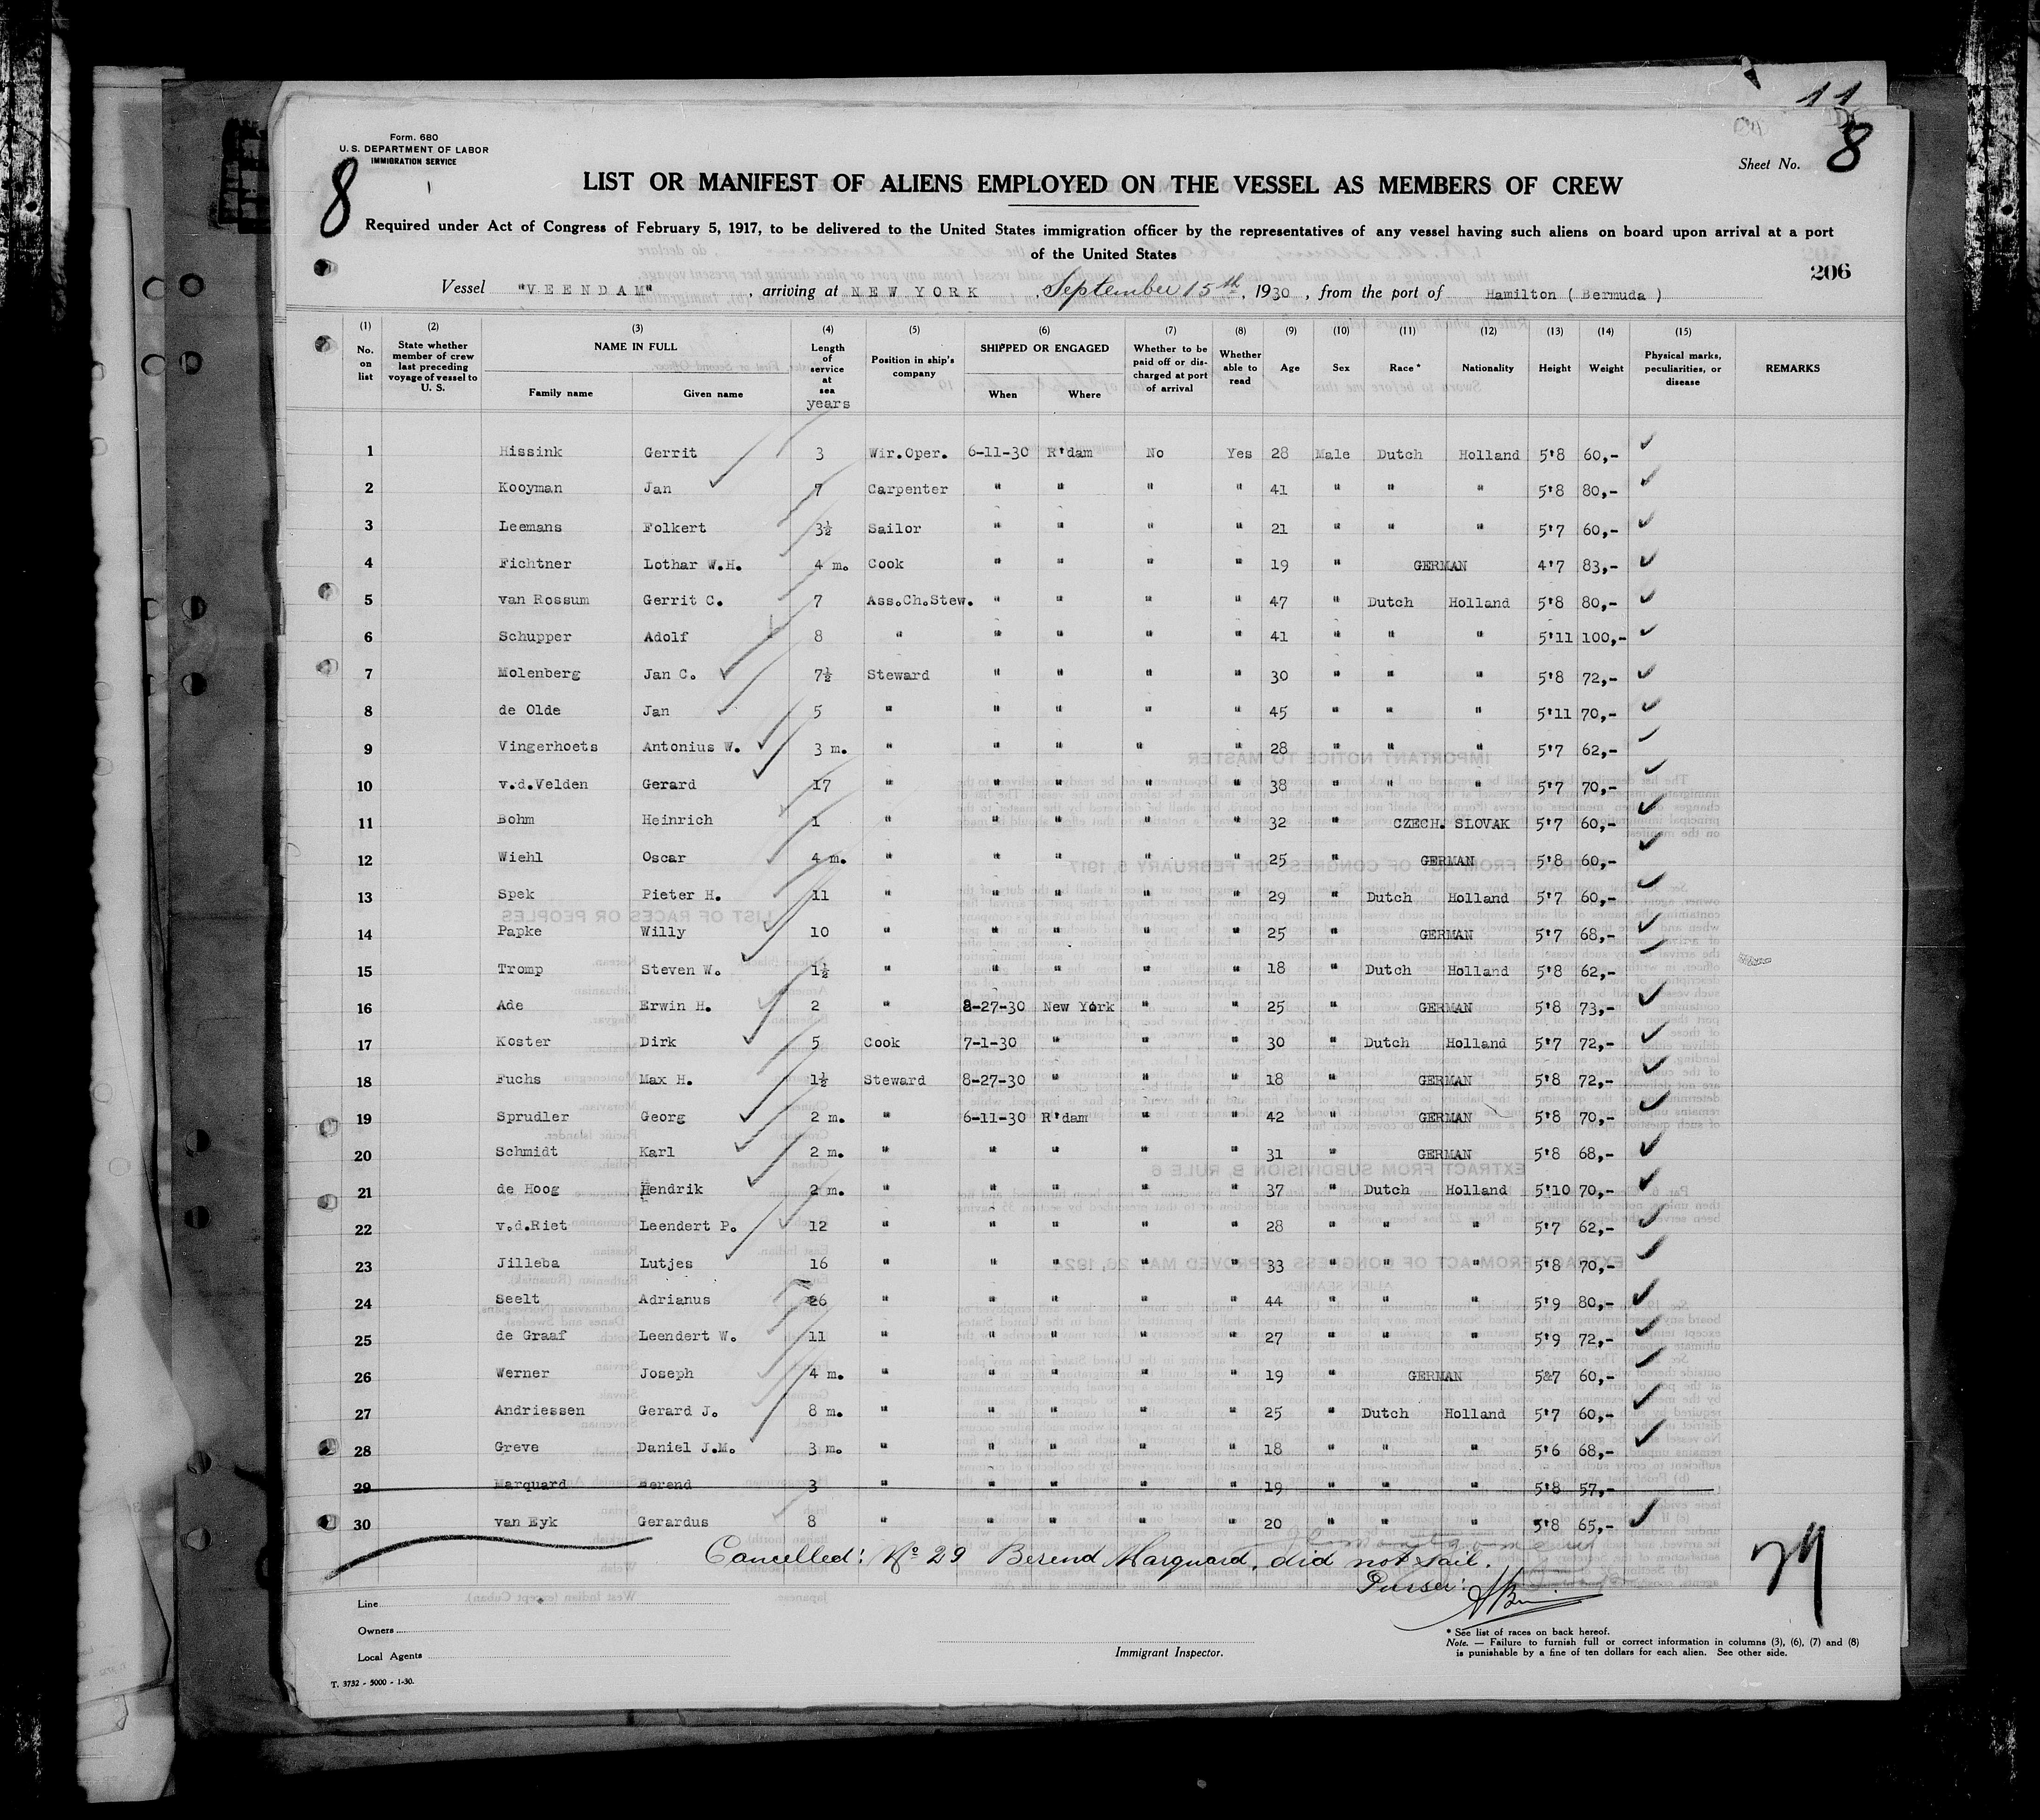 11
Form. 680
U. S. DEPARTMENT OF LABOR
IMMIGRATION SERVICE
8
Sheet No. 8
LIST OR MANIFEST OF ALIENS EMPLOYED ON THE VESSEL AS MEMBERS OF CREW
Required under Act of Congress of February 5, 1917, to be delivered to the United States immigration officer by the representatives of any vessel having such aliens on board upon arrival at a port
of the United States
206
Vessel "VEENDAM", arriving at NEW YORK, September 15th, 1930, from the port of Hamilton ( Bermuda )
(1) (2) (3) (4) (5) (6) (7) (8) (9) (10) (11) (12) (13) (14) (15)
No. on list State whether member of crew last preceding voyage of vessel to U. S. NAME IN FULL Family name Given name Length of service at sea years Position in ship's company SHIPPED OR ENGAGED When Where Whether to be paid off or discharged at port of arrival Whether able to read Age Sex Race* Nationality Height Weight Physical marks, peculiarities, or disease REMARKS
1 Hissink Gerrit 3 Wir.Oper. 6-11-30 R'dam No Yes 28 Male Dutch Holland 5'8 60,-
2 Kooyman Jan 7 Carpenter " " " " 41 " " " 5'8 80,-
3 Leemans Folkert 3½ Sailor " " " " 21 " " " 5'7 60,-
4 Fichtner Lothar W.H. 4 m. Cook " " " " 19 " GERMAN 4'7 83,-
5 van Rossum Gerrit C. 7 Ass.Ch.Stew. " " " " 47 " Dutch Holland 5'8 80,-
6 Schupper Adolf 8 " " " " " 41 " " " 5'11 100,-
7 Molenberg Jan C. 7½ Steward " " " " 30 " " " 5'8 72,-
8 de Olde Jan 5 " " " " " 45 " " " 5'11 70,-
9 Vingerhoets Antonius W. 3 m. " " " " " 28 " " " 5'7 62,-
10 v.d.Velden Gerard 17 " " " " " 38 " " " 5'7 70,-
11 Bohm Heinrich 1 " " " " " 32 " CZECH. SLOVAK 5'7 60,-
12 Wiehl Oscar 4 m. " " " " " 25 " GERMAN 5'8 60,-
13 Spek Pieter H. 11 " " " " " 29 " Dutch Holland 5'7 60,-
14 Papke Willy 10 " " " " " 25 " GERMAN 5'7 68,-
15 Tromp Steven W. 1½ " " " " " 18 " Dutch Holland 5'8 62,-
16 Ade Erwin H. 2 " 8-27-30 New York " " 25 " GERMAN 5'8 73,-
17 Koster Dirk 5 Cook 7-1-30 " " " 30 " Dutch Holland 5'7 72,-
18 Fuchs Max H. 1½ Steward 8-27-30 " " " 18 " GERMAN 5'8 72,-
19 Sprudler Georg 2 m. " 6-11-30 R'dam " " 42 " GERMAN 5'8 70,-
20 Schmidt Karl 2 m. " " " " " 31 " GERMAN 5'8 68,-
21 de Hoog Hendrik 2 m. " " " " " 37 " Dutch Holland 5'10 70,-
22 v.d.Riet Leendert P. 12 " " " " " 28 " " " 5'7 62,-
23 Jilleba Lutjes 16 " " " " " 33 " " " 5'8 70,-
24 Seelt Adrianus 26 " " " " " 44 " " " 5'9 80,-
25 de Graaf Leendert W. 11 " " " " " 27 " " " 5'9 72,-
26 Werner Joseph 4 m. " " " " " 19 " GERMAN 5&7 60,-
27 Andriessen Gerard J. 8 m. " " " " " 25 " Dutch Holland 5'7 60,-
28 Greve Daniel J.M. 3 m. " " " " " 18 " " " 5'6 68,-
29 Marquard Berend 3 " " " " " 19 " " " 5'8 57,-
30 van Eyk Gerardus 8 " " " " " 20 " " " 5'8 65,-
Cancelled: No 29 Berend Marquard, did not sail.
Purser:
29
Line
Owners
Local Agents
Immigrant Inspector.
* See list of races on back hereof.
Note. — Failure to furnish full or correct information in columns (3), (6), (7) and (8)
is punishable by a fine of ten dollars for each alien. See other side.
T. 3732 - 5000 - 1-30.